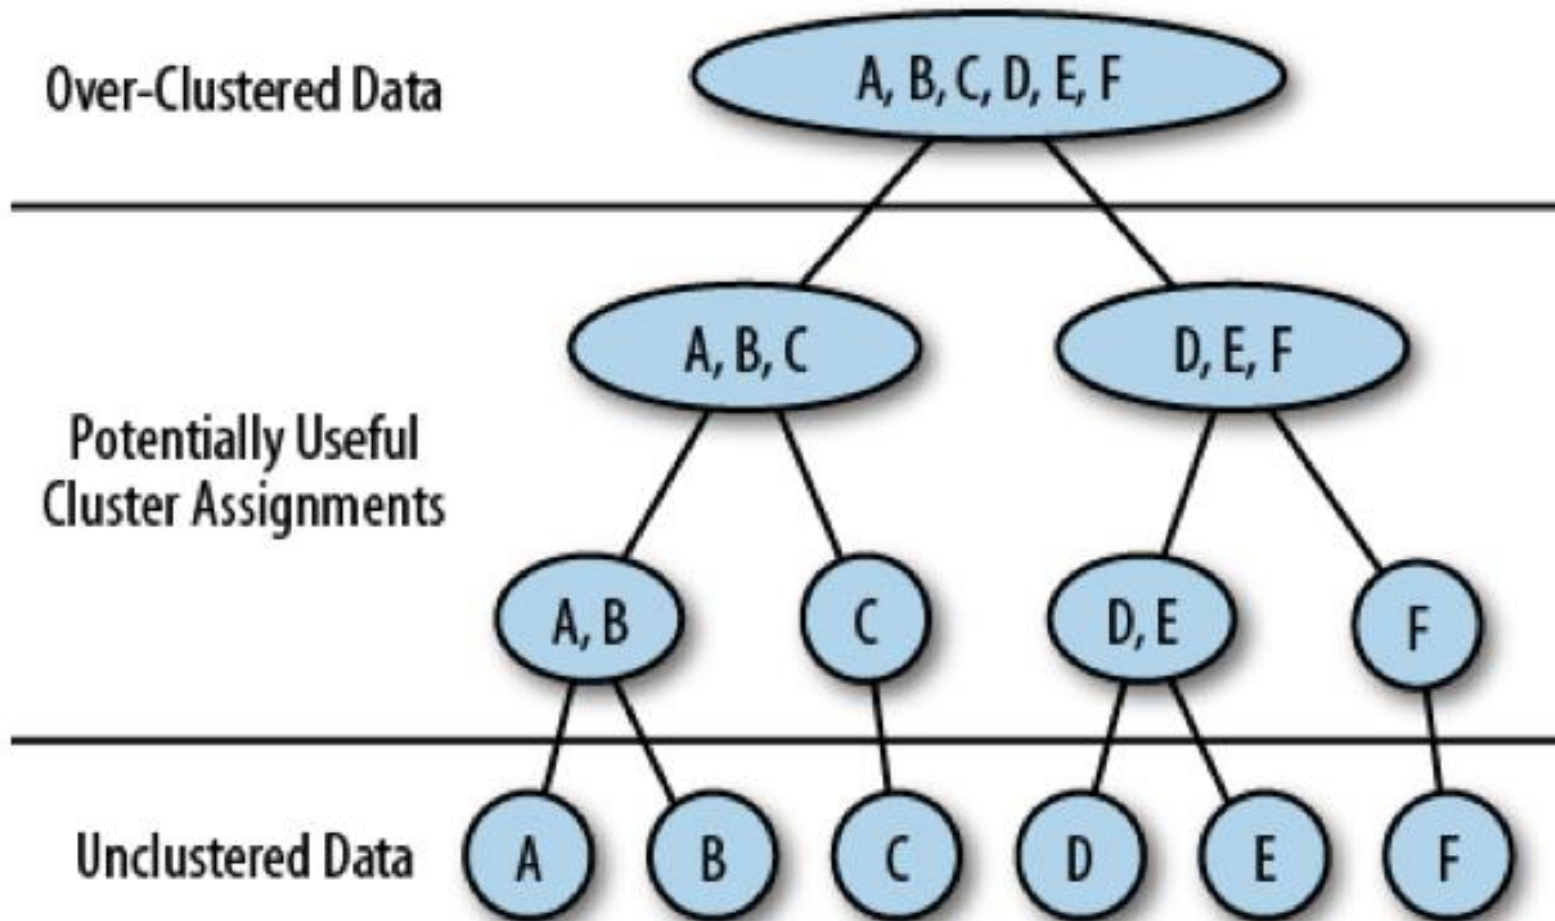 Over-Clustered Data
A, B, C, D, E, F
A, B, C
D, E, F
Potentially Useful
Cluster Assignments
A, B
C
D, E
F
Unclustered Data
A
B
C
D
E
F